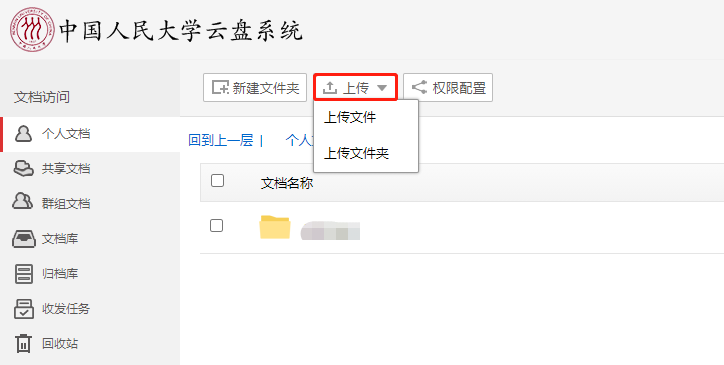 中国人民大学云盘系统
文档访问
个人文档
共享文档
群组文档
文档库
归档库
收发任务
回收站
新建文件夹 上传 权限配置
上传文件
上传文件夹
回到上一层 | 个人
文档名称